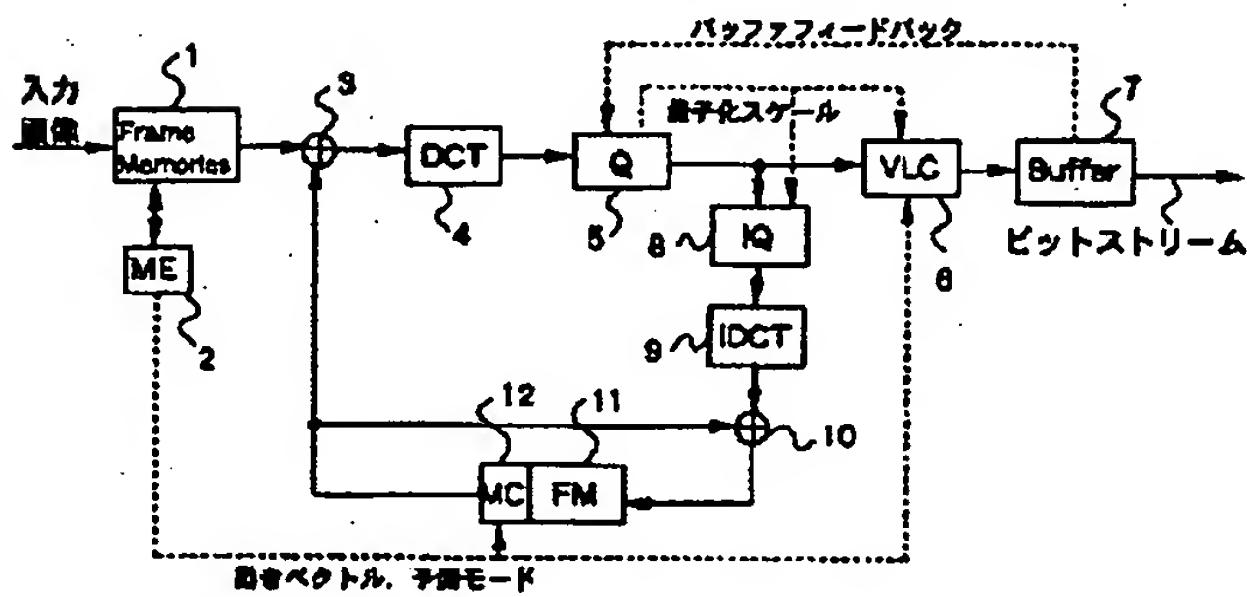 バッファフィードバック
1
3
7
入力
画像
量子化スケール
Frame
Memories
DCT
Q
VLC
Buffer
4
5
8
IQ
6
ビットストリーム
ME
2
9
IDCT
12
11
10
MC
FM
動きベクトル, 予測モード